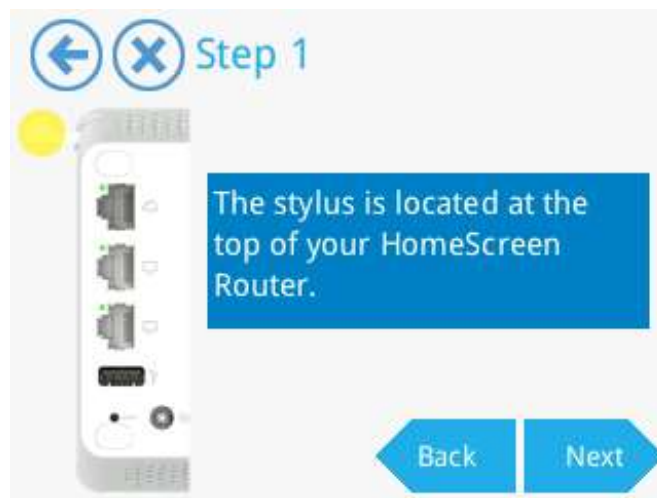 Step 1
The stylus is located at the
top of your HomeScreen
Router.
Back
Next